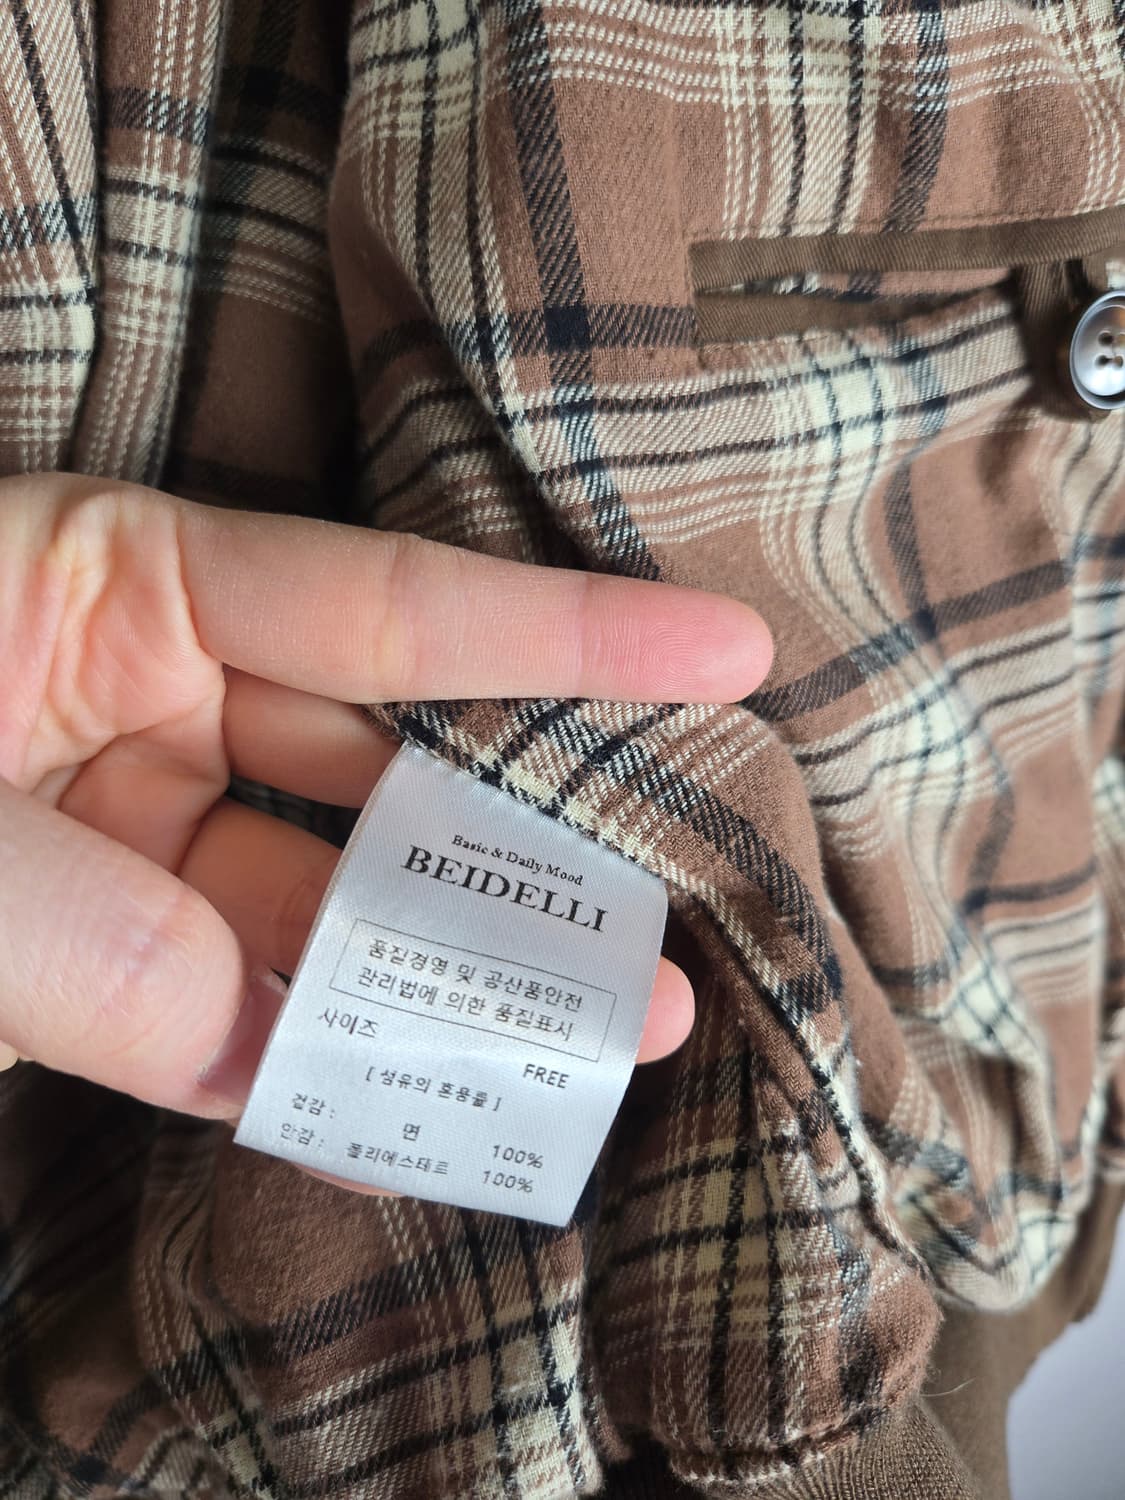 Basic & Daily Mood
BEIDELLI
품질경영 및 공산품안전
관리법에 의한 품질표시
사이즈
FREE
[ 섬유의 혼용률 ]
겉감 : 면 100%
안감 : 폴리에스테르 100%